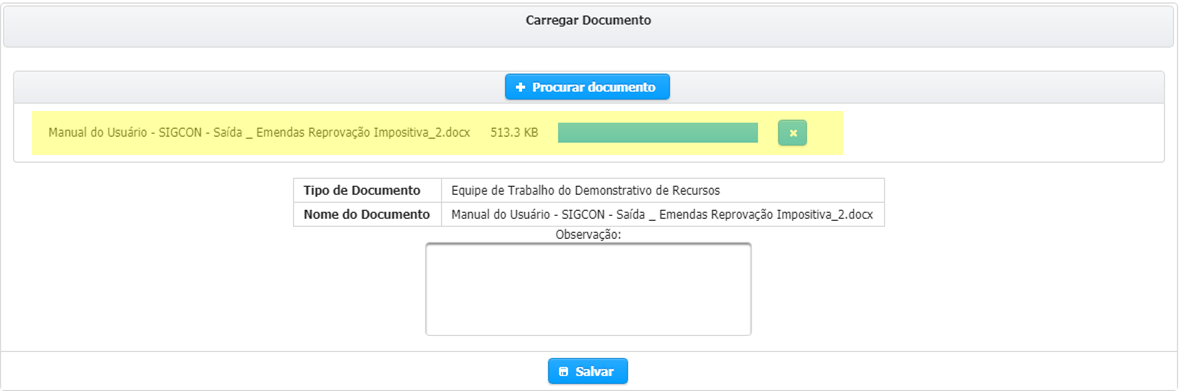 Carregar Documento
+ Procurar documento
Manual do Usuário - SIGCON - Saída _ Emendas Reprovação Impositiva_2.docx 513.3 KB
Tipo de Documento Equipe de Trabalho do Demonstrativo de Recursos
Nome do Documento Manual do Usuário - SIGCON - Saída _ Emendas Reprovação Impositiva_2.docx
Observação:
Salvar